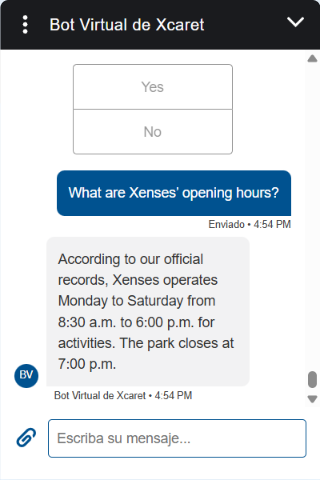 Bot Virtual de Xcaret
Yes
No
What are Xenses’ opening hours?
Enviado • 4:54 PM
According to our official
records, Xenses operates
Monday to Saturday from
8:30 a.m. to 6:00 p.m. for
activities. The park closes at
7:00 p.m.
BV
Bot Virtual de Xcaret • 4:54 PM
Escriba su mensaje...